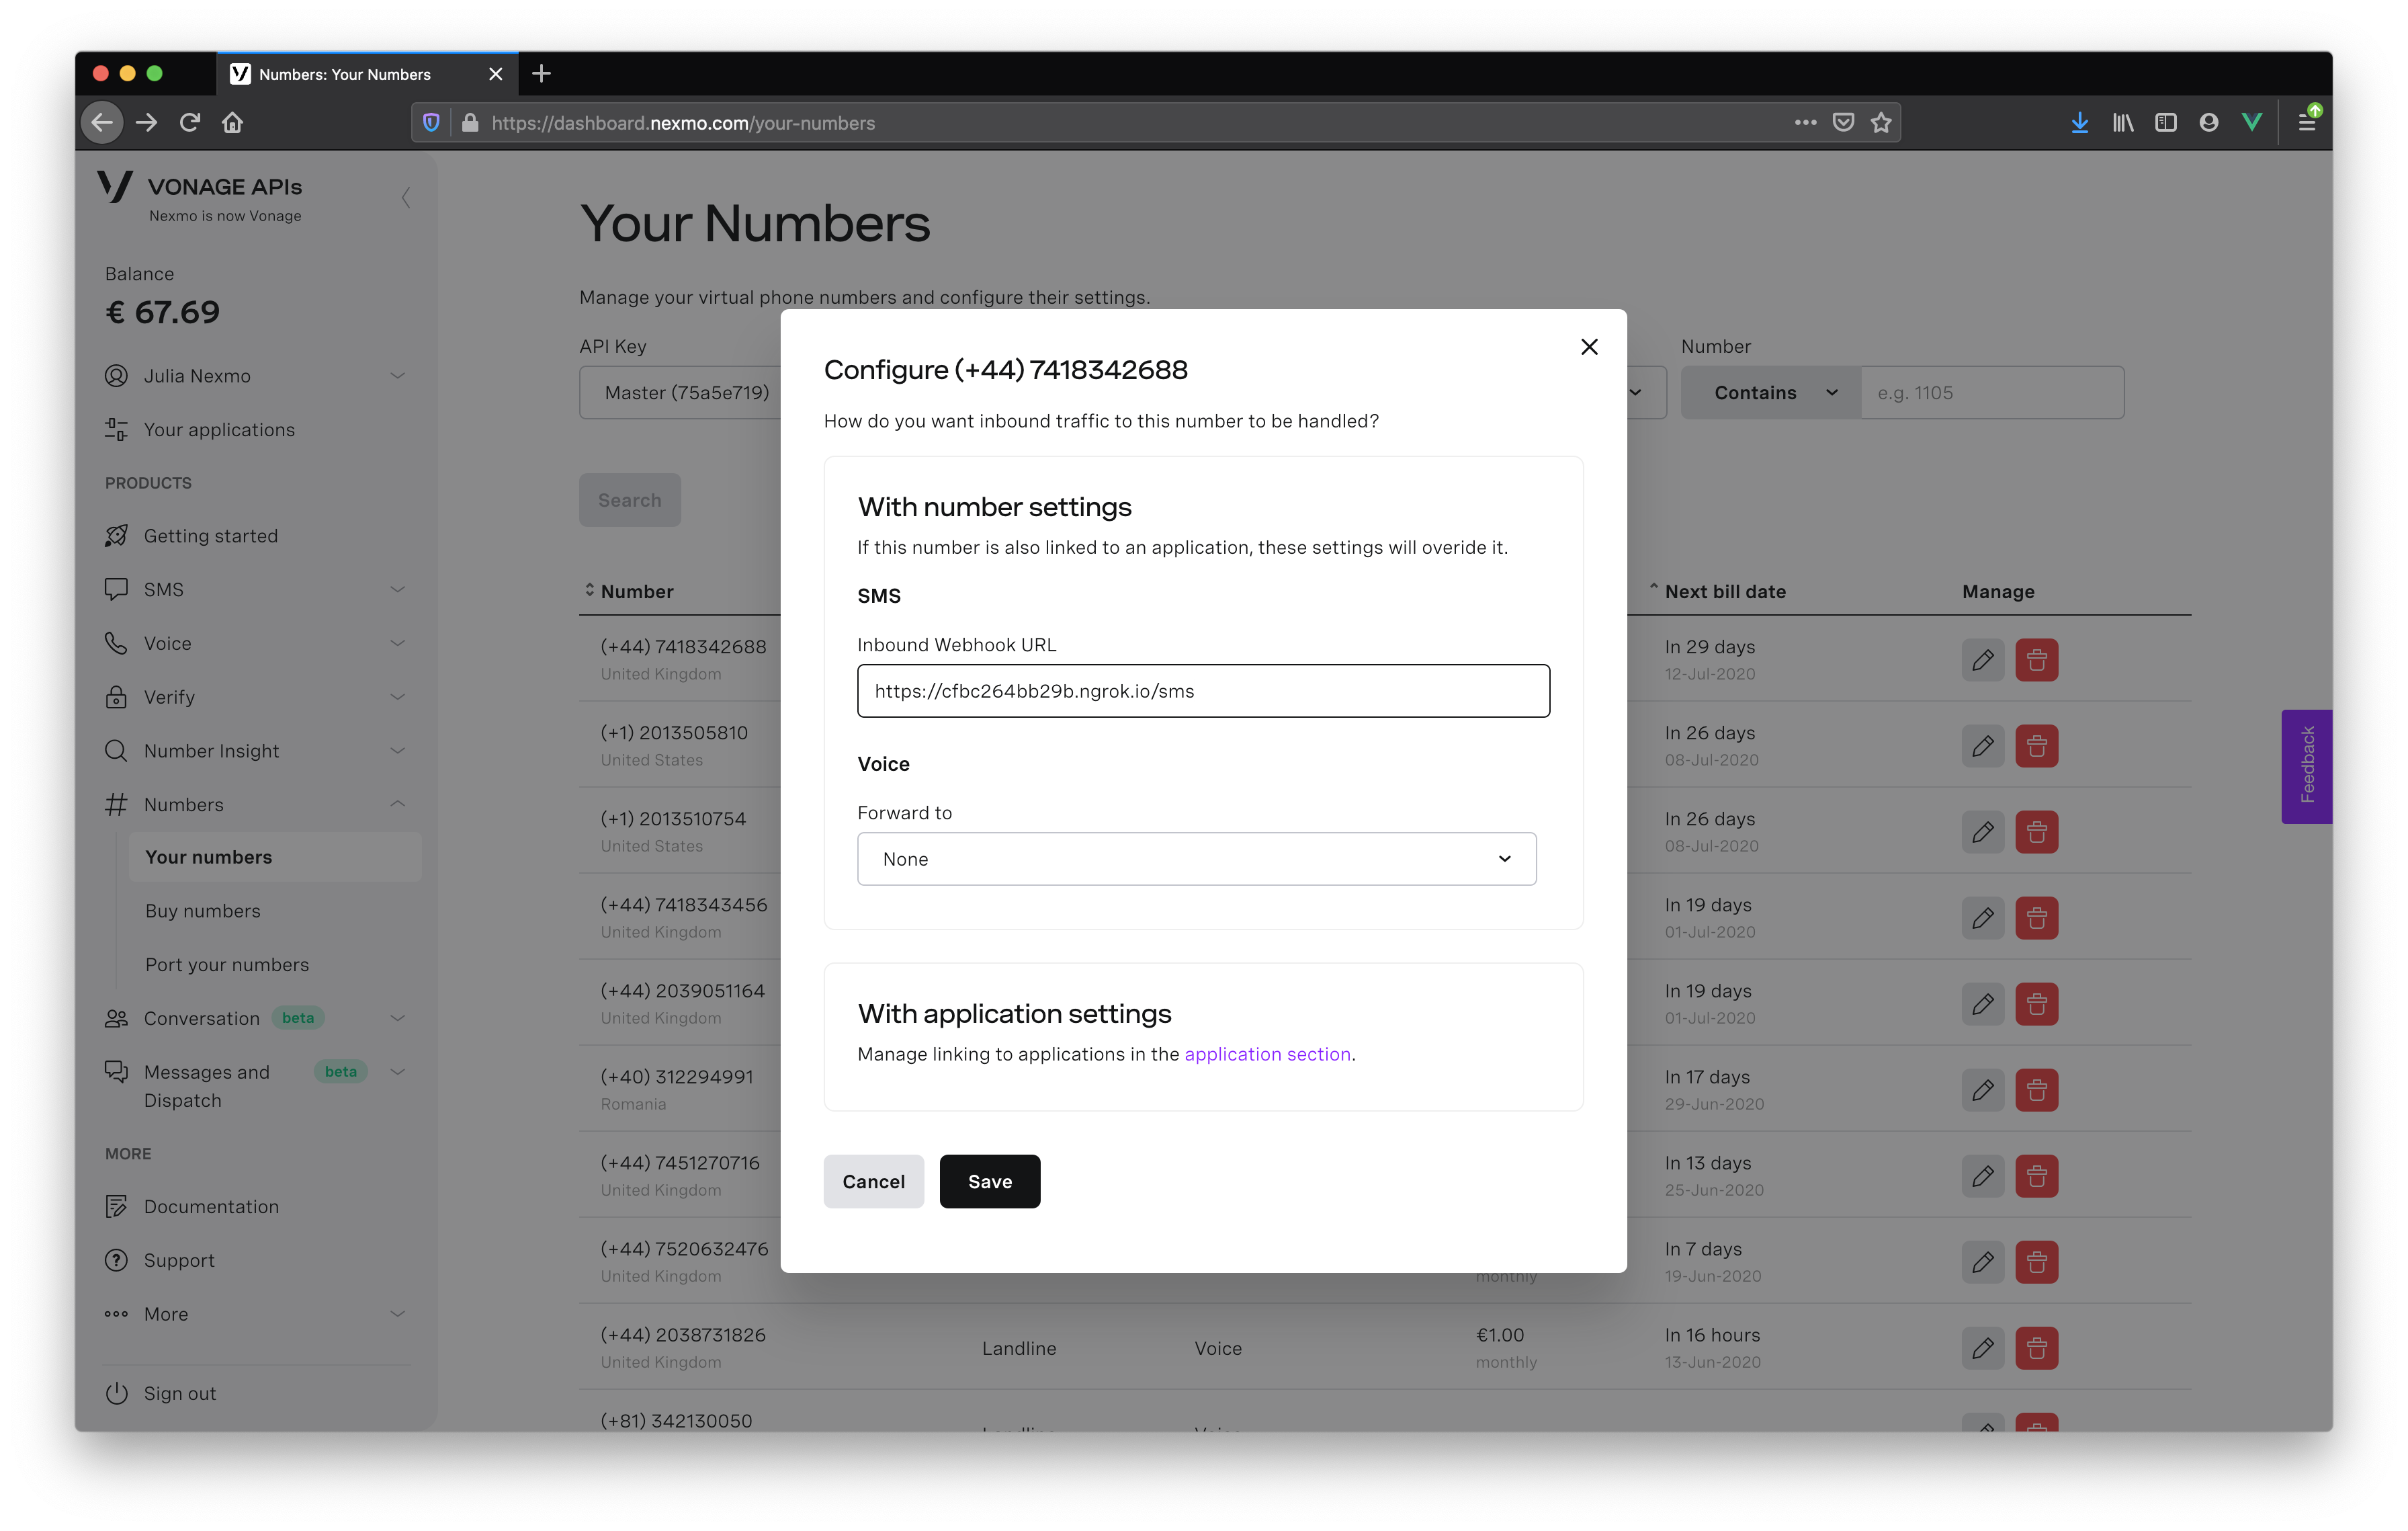 Numbers: Your Numbers
https://dashboard.nexmo.com/your-numbers
VONAGE APIs
Nexmo is now Vonage
Balance
€ 67.69
Julia Nexmo
Your applications
PRODUCTS
Getting started
SMS
Voice
Verify
Number Insight
Numbers
Your numbers
Buy numbers
Port your numbers
Conversation beta
Messages and beta
Dispatch
MORE
Documentation
Support
More
Sign out
Your Numbers
Manage your virtual phone numbers and configure their settings.
API Key
Master (75a5e719)
Number
Contains e.g. 1105
Search
Configure (+44) 7418342688
How do you want inbound traffic to this number to be handled?
With number settings
If this number is also linked to an application, these settings will overide it.
SMS
Inbound Webhook URL
https://cfbc264bb29b.ngrok.io/sms
Voice
Forward to
None
With application settings
Manage linking to applications in the application section.
Cancel Save
Number Next bill date Manage
(+44) 7418342688 In 29 days
United Kingdom 12-Jul-2020
(+1) 2013505810 In 26 days
United States 08-Jul-2020
(+1) 2013510754 In 26 days
United States 08-Jul-2020
(+44) 7418343456 In 19 days
United Kingdom 01-Jul-2020
(+44) 2039051164 In 19 days
United Kingdom 01-Jul-2020
(+40) 312294991 In 17 days
Romania 29-Jun-2020
(+44) 7451270716 In 13 days
United Kingdom 25-Jun-2020
(+44) 7520632476 In 7 days
United Kingdom monthly 19-Jun-2020
(+44) 2038731826 Landline Voice €1.00 In 16 hours
United Kingdom monthly 13-Jun-2020
(+81) 342130050
Feedback